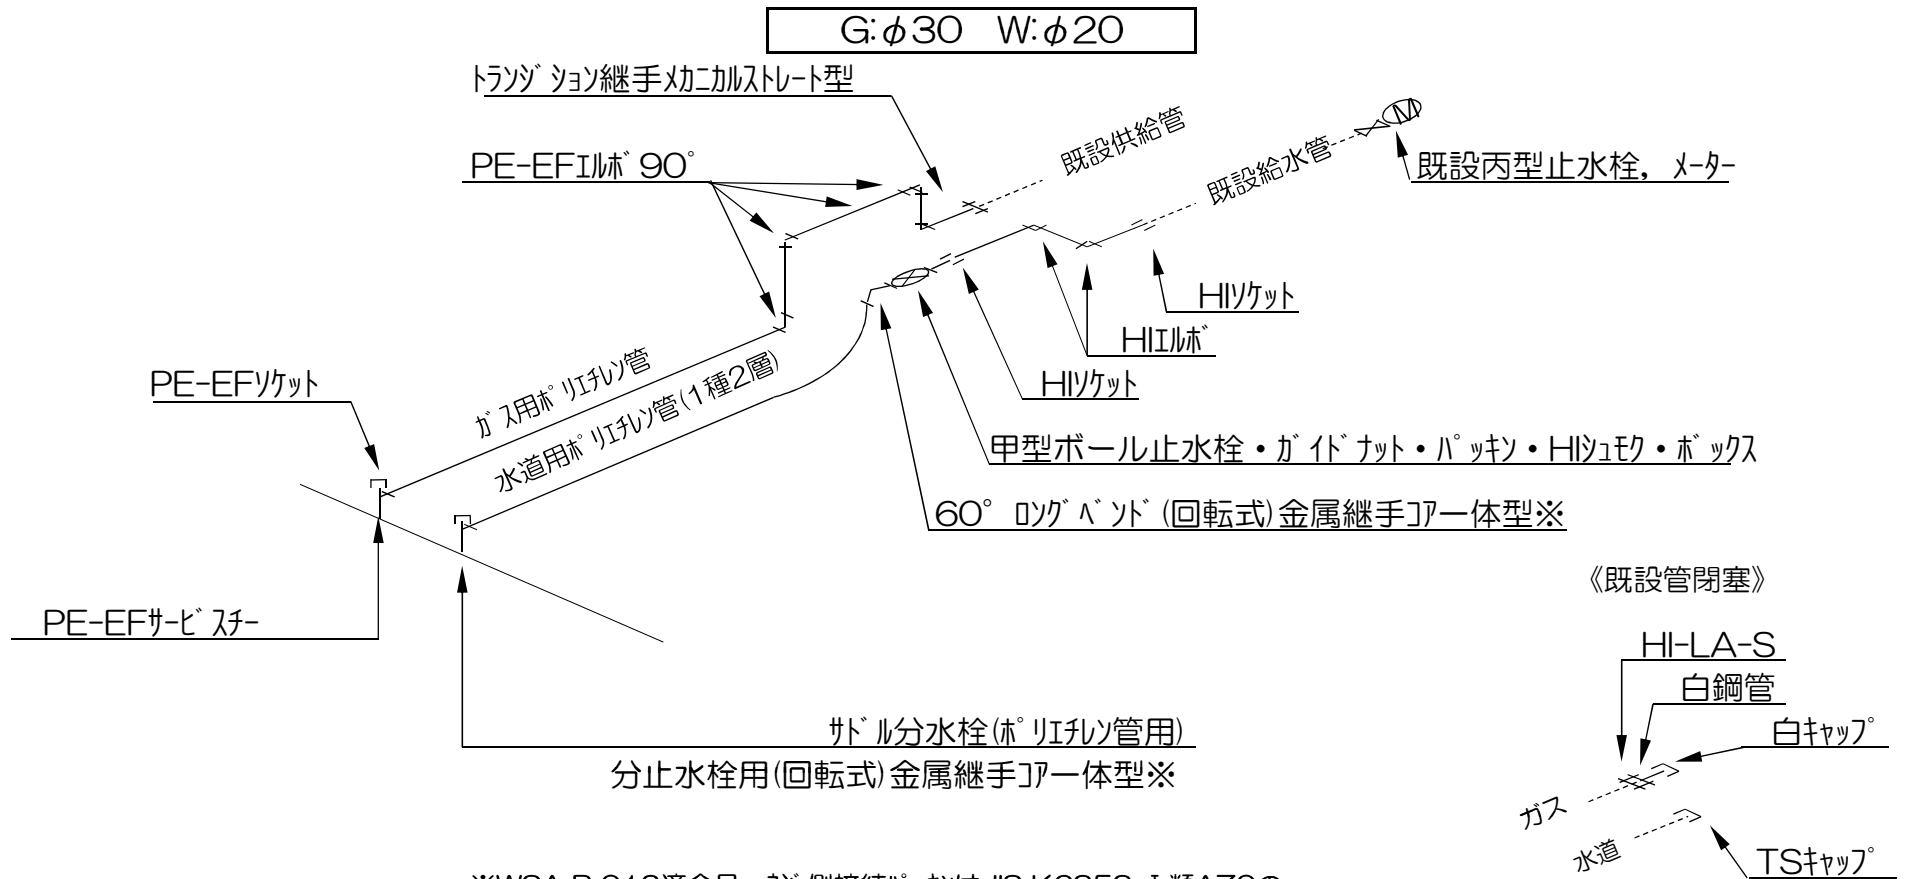 G:φ30 W:φ20
ﾄﾗﾝｼﾞｼｮﾝ継手ﾒｶﾆｶﾙｽﾄﾚｰﾄ型
既設供給管
M
PE-EFｴﾙﾎﾞ90°
既設給水管
既設丙型止水栓，ﾒｰﾀｰ
HIｿｹｯﾄ
HIｴﾙﾎﾞ
PE-EFｿｹｯﾄ
ｶﾞｽ用ﾎﾟﾘｴﾁﾚﾝ管
水道用ﾎﾟﾘｴﾁﾚﾝ管(1種2層)
HIｿｹｯﾄ
甲型ボール止水栓・ｶﾞｲﾄﾞﾅｯﾄ・ﾊﾟｯｷﾝ・HIｼｭﾓｸ・ﾎﾞｯｸｽ
60°ﾛﾝｸﾞﾍﾞﾝﾄﾞ(回転式)金属継手ｺｱ一体型※
《既設管閉塞》
PE-EFｻｰﾋﾞｽﾁｰ
HI-LA-S
白鋼管
ｻﾄﾞﾙ分水栓(ﾎﾟﾘｴﾁﾚﾝ管用)
白ｷｬｯﾌﾟ
分止水栓用(回転式)金属継手ｺｱ一体型※
ガス
水道
TSｷｬｯﾌﾟ